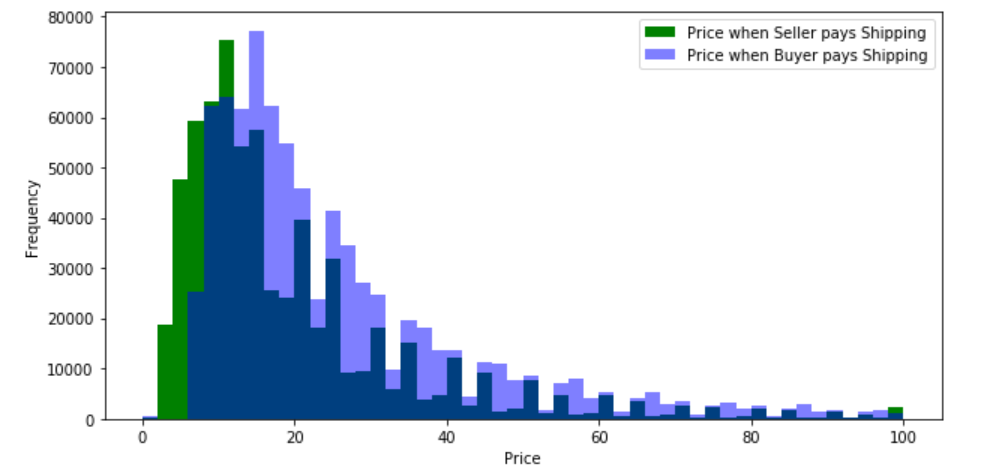 Price when Seller pays Shipping
Price when Buyer pays Shipping
80000
70000
60000
50000
40000
30000
20000
10000
0
Frequency
0 20 40 60 80 100
Price